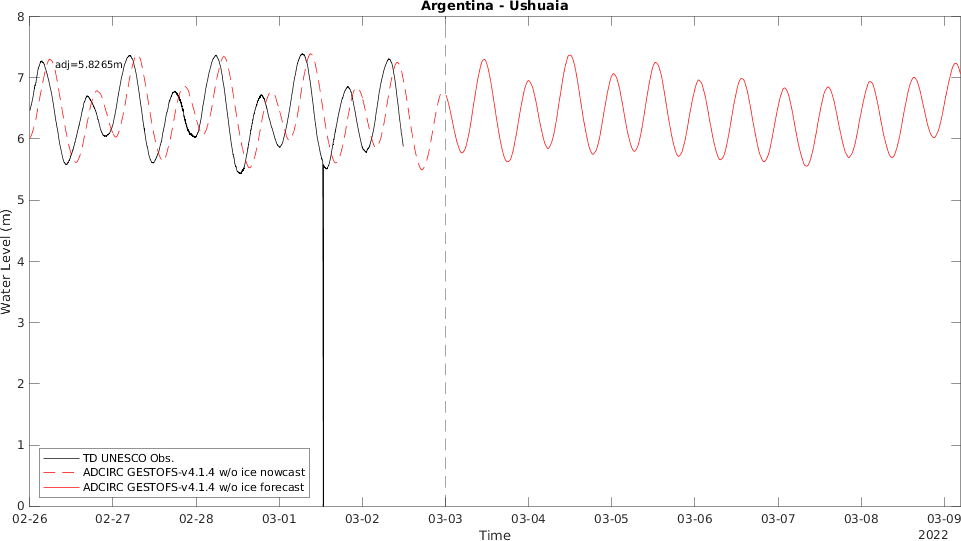 Argentina - Ushuaia
8
adj=5.8265m
7
6
5
4
3
2
1
0
Water Level (m)
TD UNESCO Obs.
ADCIRC GESTOFS-v4.1.4 w/o ice nowcast
ADCIRC GESTOFS-v4.1.4 w/o ice forecast
02-26 02-27 02-28 03-01 03-02 03-03 03-04 03-05 03-06 03-07 03-08 03-09
Time
2022